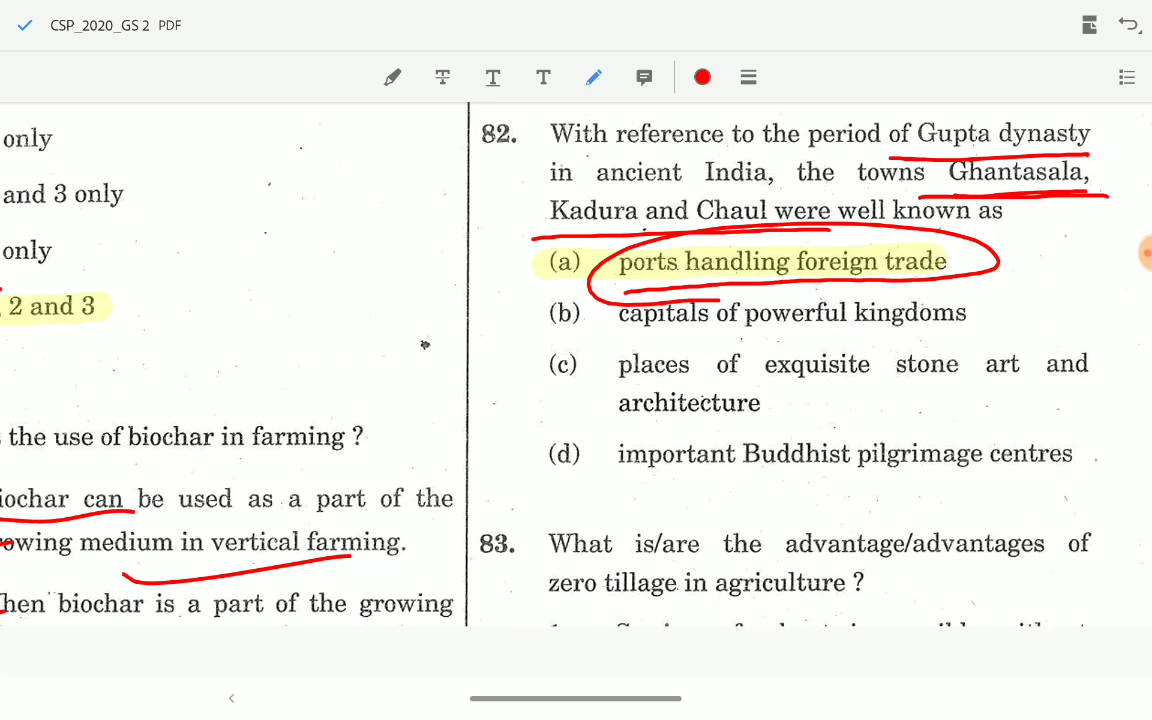 CSP_2020_GS 2 PDF
only
and 3 only
only
2 and 3
the use of biochar in farming ?
can be used as a part of the
medium in vertical farming.
biochar is a part of the growing
82. With reference to the period of Gupta dynasty
in ancient India, the towns Ghantasala,
Kadura and Chaul were well known as
(a) ports handling foreign trade
(b) capitals of powerful kingdoms
(c) places of exquisite stone art and
architecture
(d) important Buddhist pilgrimage centres
83. What is/are the advantage/advantages of
zero tillage in agriculture ?